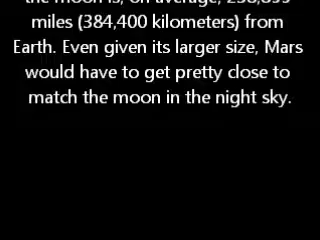 the moon is, on average,
miles (384,400 kilometers) from
Earth. Even given its larger size, Mars
would have to get pretty close to
match the moon in the night sky.